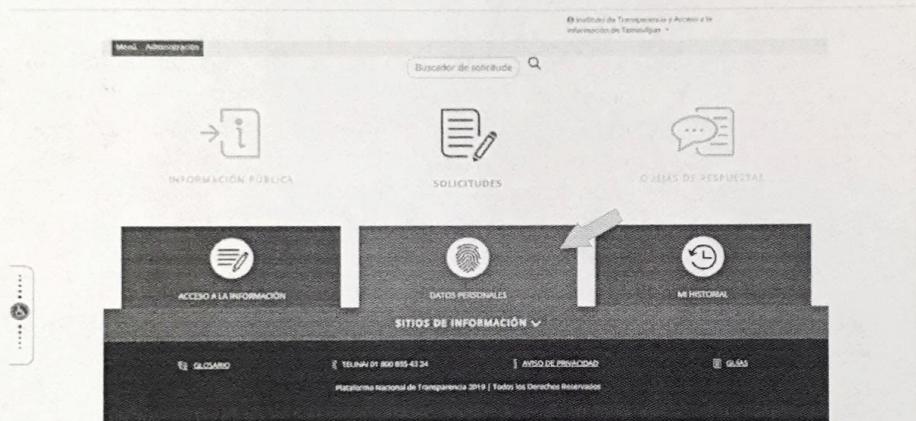 Instituto de Transparencia y Acceso a la
Información de Tamaulipas
Menú Administración
Buscador de solicitude
INFORMACIÓN PÚBLICA
SOLICITUDES
QUEJAS DE RESPUESTAS
ACCESO A LA INFORMACIÓN
DATOS PERSONALES
MI HISTORIAL
SITIOS DE INFORMACIÓN
GLOSARIO
TELINAI 01 800 835 43 24
AVISO DE PRIVACIDAD
GUÍAS
Plataforma Nacional de Transparencia 2019 | Todos los Derechos Reservados